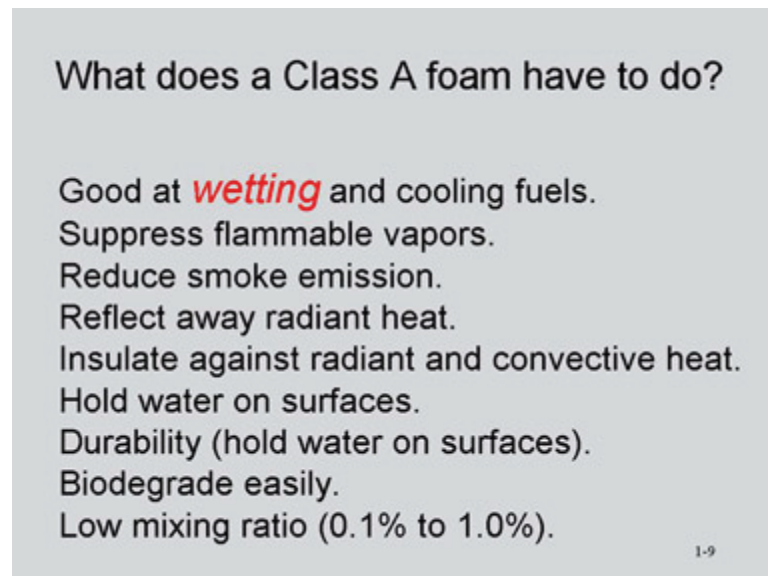 What does a Class A foam have to do?
Good at wetting and cooling fuels.
Suppress flammable vapors.
Reduce smoke emission.
Reflect away radiant heat.
Insulate against radiant and convective heat.
Hold water on surfaces.
Durability (hold water on surfaces).
Biodegrade easily.
Low mixing ratio (0.1% to 1.0%).
1-9